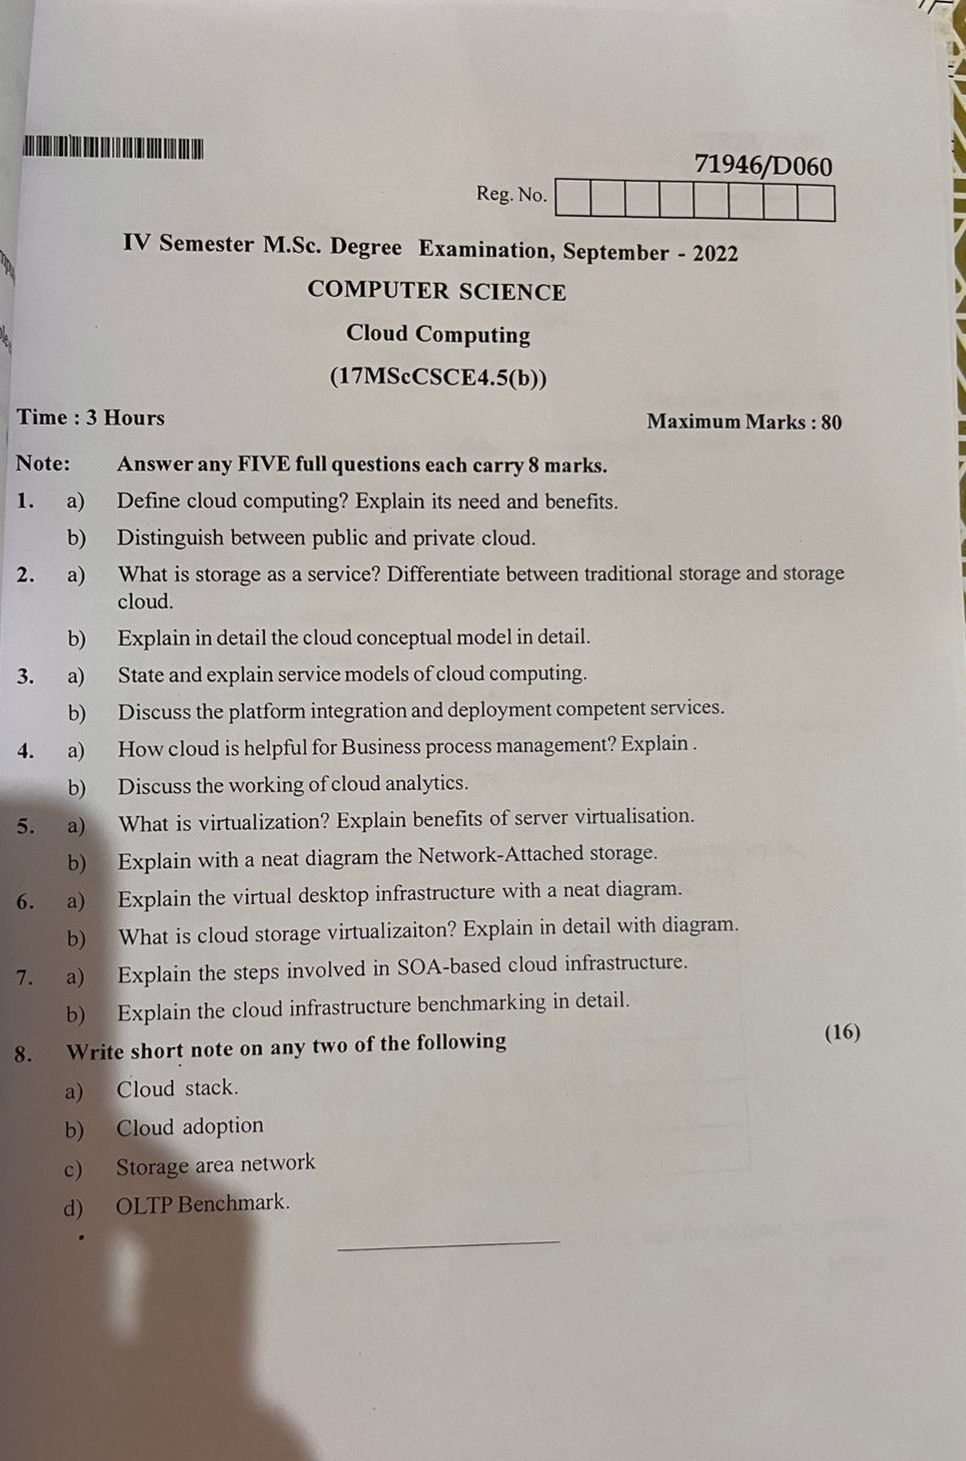 71946/D060
Reg. No.
IV Semester M.Sc. Degree Examination, September - 2022
COMPUTER SCIENCE
Cloud Computing
(17MScCSCE4.5(b))
Time : 3 Hours Maximum Marks : 80
Note: Answer any FIVE full questions each carry 8 marks.
1. a) Define cloud computing? Explain its need and benefits.
b) Distinguish between public and private cloud.
2. a) What is storage as a service? Differentiate between traditional storage and storage
cloud.
b) Explain in detail the cloud conceptual model in detail.
3. a) State and explain service models of cloud computing.
b) Discuss the platform integration and deployment competent services.
4. a) How cloud is helpful for Business process management? Explain .
b) Discuss the working of cloud analytics.
5. a) What is virtualization? Explain benefits of server virtualisation.
b) Explain with a neat diagram the Network-Attached storage.
6. a) Explain the virtual desktop infrastructure with a neat diagram.
b) What is cloud storage virtualizaiton? Explain in detail with diagram.
7. a) Explain the steps involved in SOA-based cloud infrastructure.
b) Explain the cloud infrastructure benchmarking in detail.
8. Write short note on any two of the following (16)
a) Cloud stack.
b) Cloud adoption
c) Storage area network
d) OLTP Benchmark.